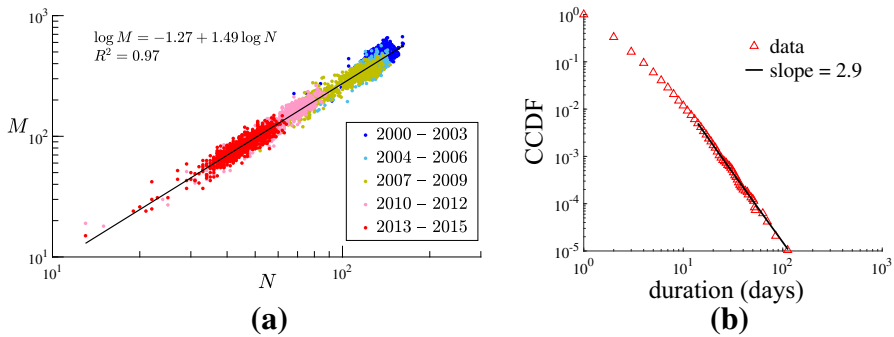 log M = −1.27 + 1.49 log N
R² = 0.97
M
10³
10²
10¹
2000 − 2003
2004 − 2006
2007 − 2009
2010 − 2012
2013 − 2015
10¹
10²
N
(a)
CCDF
10⁰
10⁻¹
10⁻²
10⁻³
10⁻⁴
10⁻⁵
data
slope = 2.9
10⁰
10¹
10²
10³
duration (days)
(b)